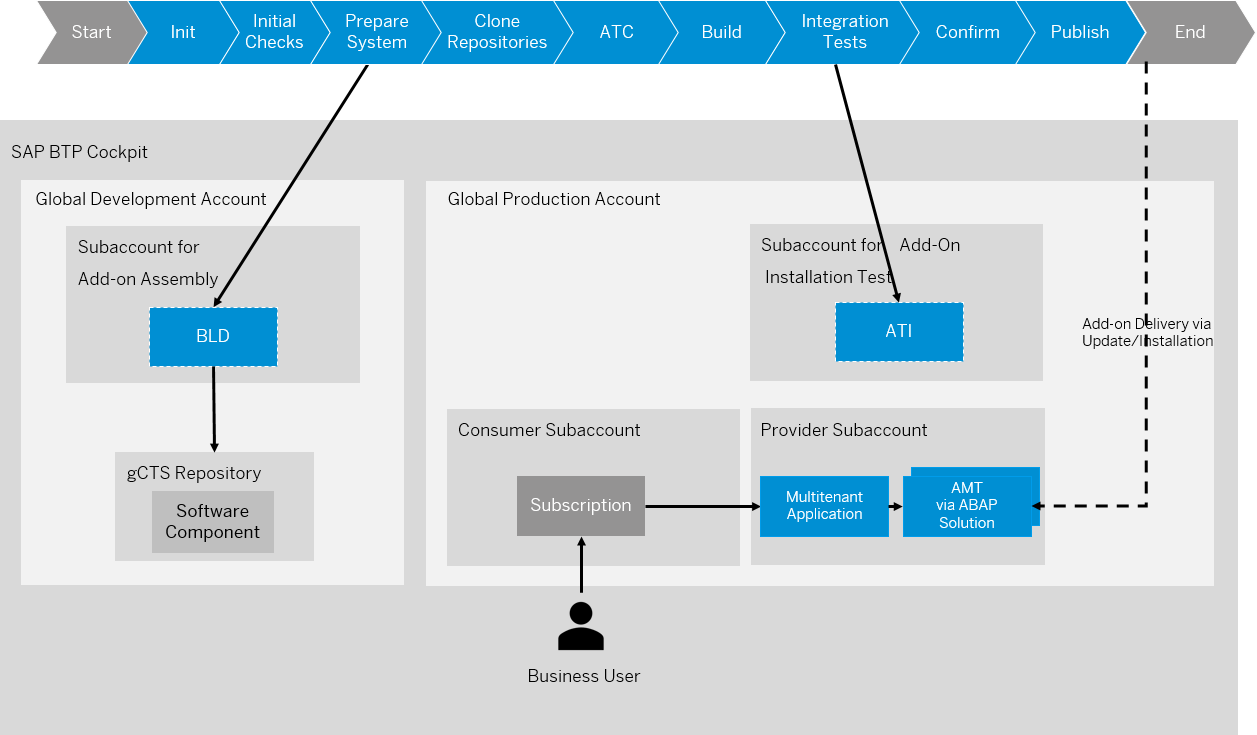 Start
Init
Initial
Checks
Prepare
System
Clone
Repositories
ATC
Build
Integration
Tests
Confirm
Publish
End
SAP BTP Cockpit
Global Development Account
Subaccount for
Add-on Assembly
BLD
gCTS Repository
Software
Component
Global Production Account
Subaccount for Add-On
Installation Test
ATI
Add-on Delivery via
Update/Installation
Consumer Subaccount
Subscription
Provider Subaccount
Multitenant
Application
AMT
via ABAP
Solution
Business User